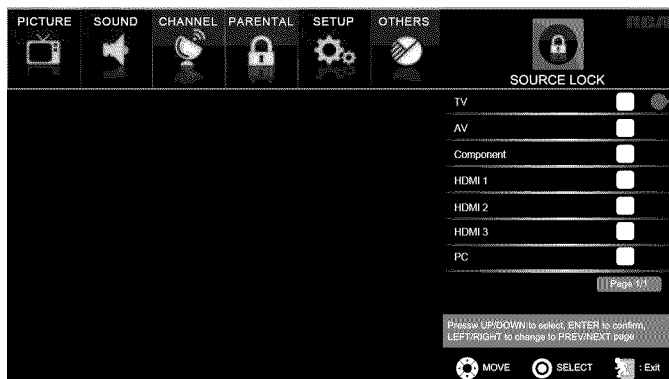 PICTURE SOUND CHANNEL PARENTAL SETUP OTHERS
RCA
SOURCE LOCK
TV
AV
Component
HDMI 1
HDMI 2
HDMI 3
PC
Page 1/1
Pressw UP/DOWN to select, ENTER to confirm,
LEFT/RIGHT to change to PREV/NEXT page
MOVE SELECT : Exit